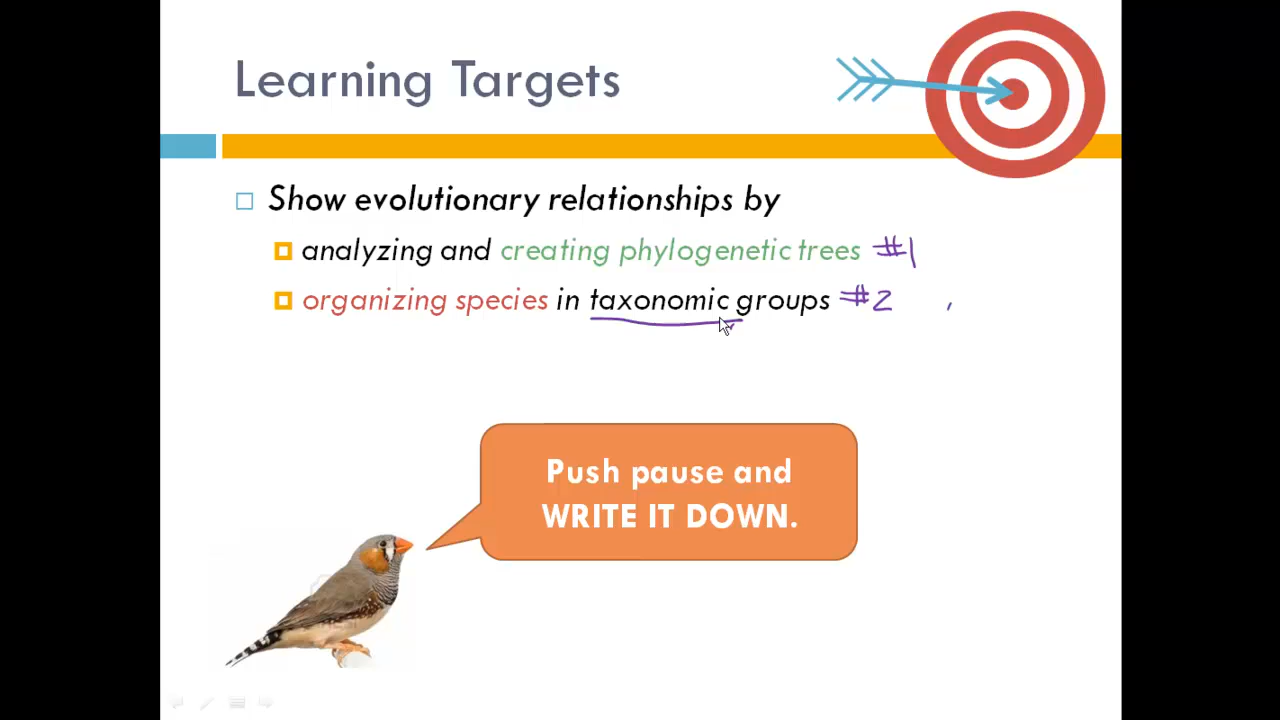 Learning Targets
Show evolutionary relationships by
analyzing and creating phylogenetic trees #1
organizing species in taxonomic groups #2
Push pause and
WRITE IT DOWN.